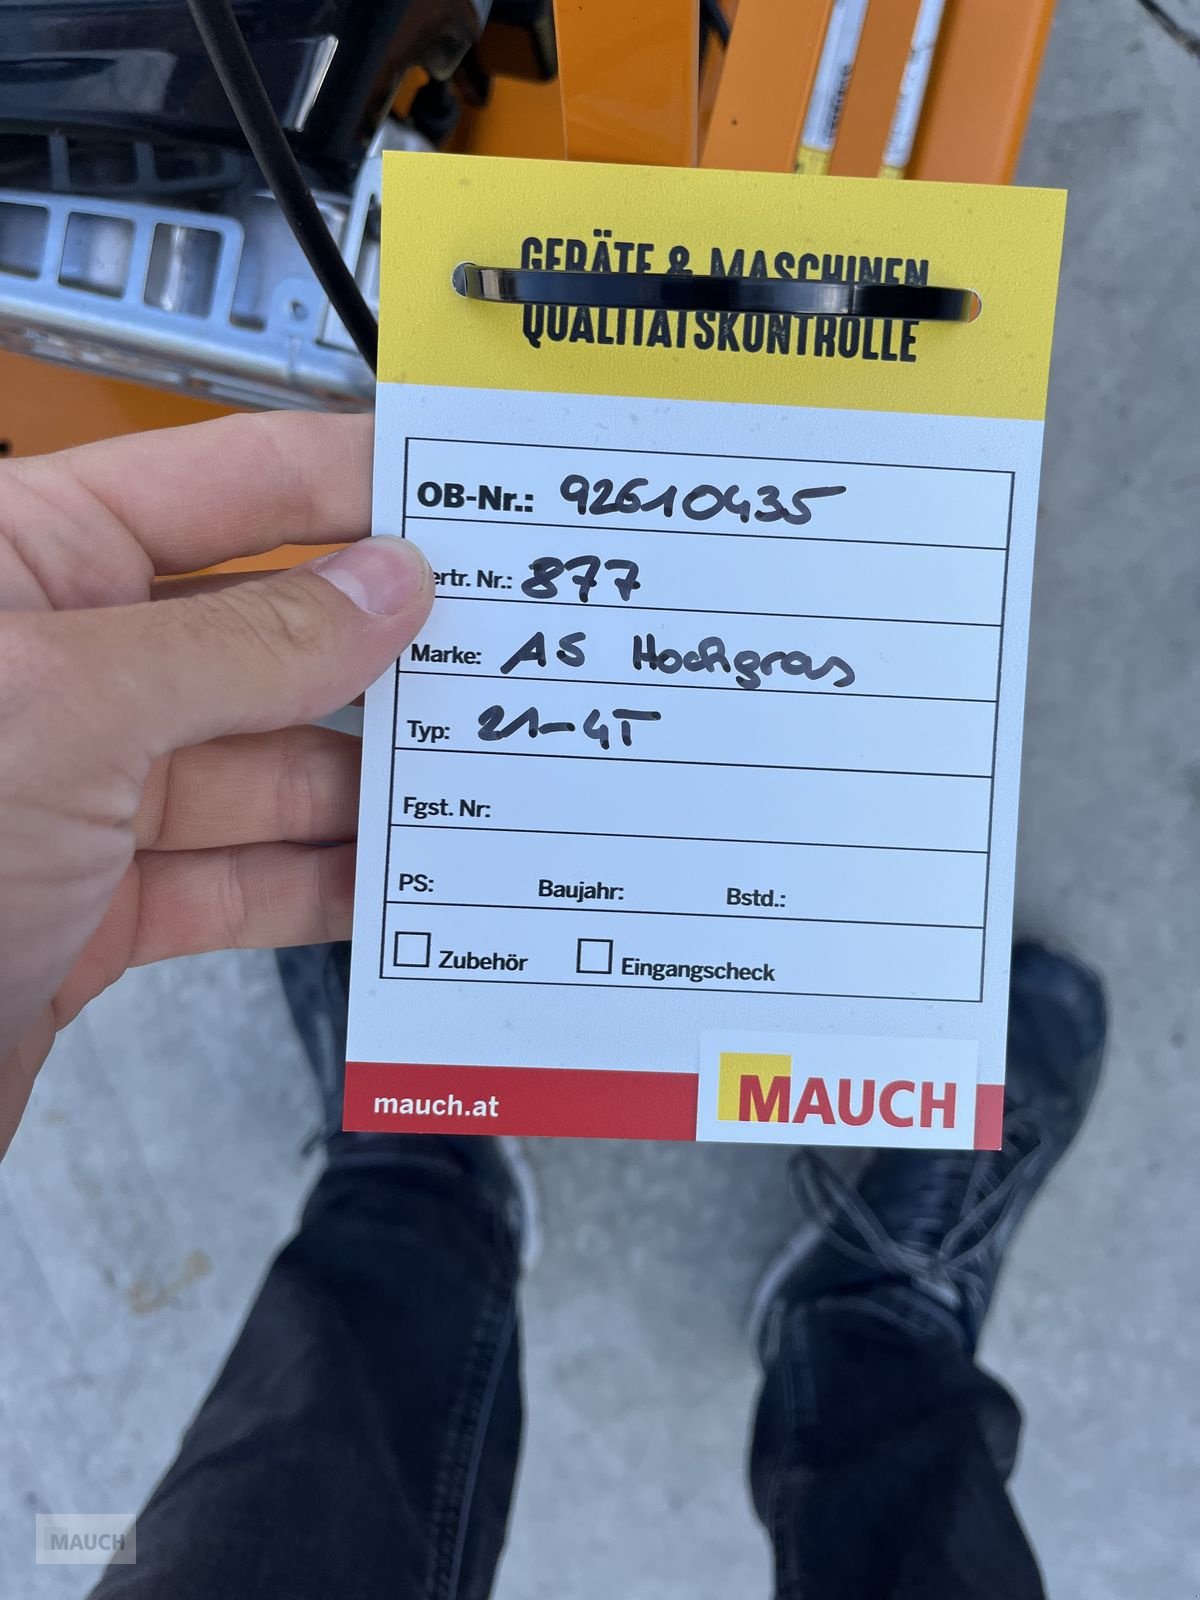 GERÄTE & MASCHINEN
QUALITÄTSKONTROLLE
OB-Nr.: 92610435
ertr. Nr.: 877
Marke: AS Hochgras
Typ: 21-4T
Fgst. Nr:
PS: Baujahr: Bstd.:
Zubehör Eingangscheck
mauch.at MAUCH
MAUCH